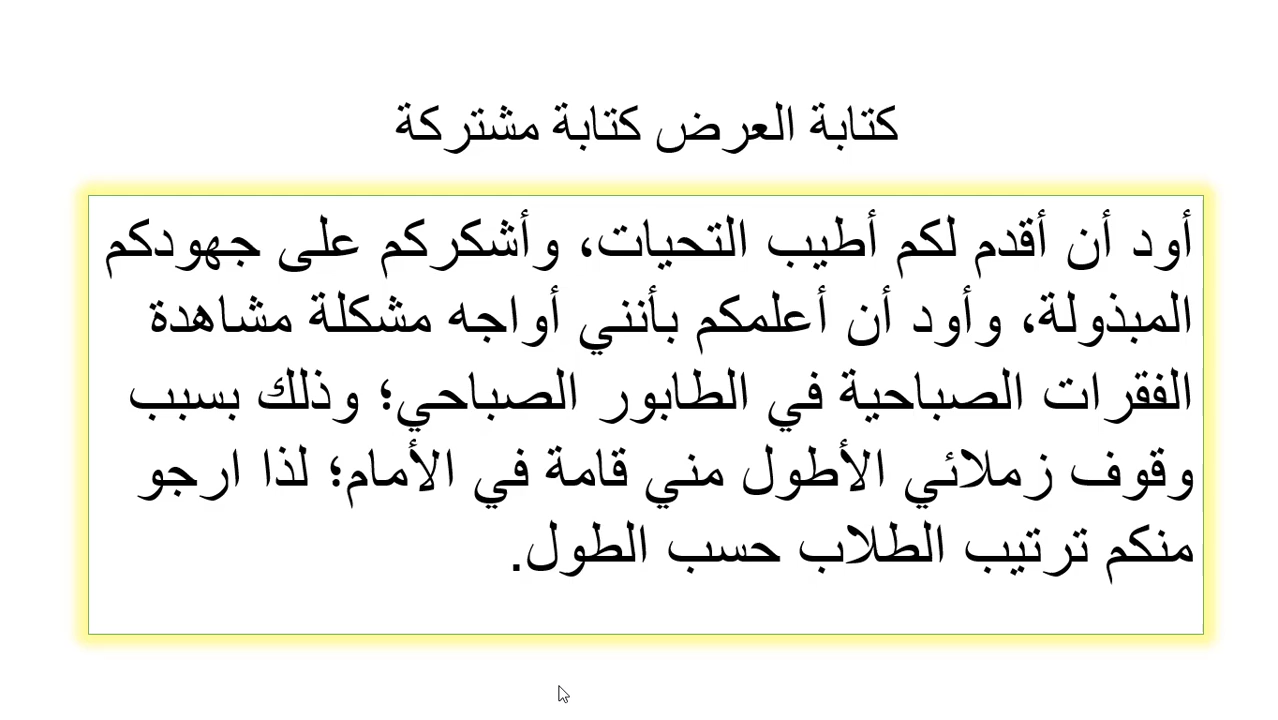 كتابة العرض كتابة مشتركة
أود أن أقدم لكم أطيب التحيات، وأشكركم على جهودكم
المبذولة، وأود أن أعلمكم بأنني أواجه مشكلة مشاهدة
الفقرات الصباحية في الطابور الصباحي؛ وذلك بسبب
وقوف زملائي الأطول مني قامة في الأمام؛ لذا ارجو
منكم ترتيب الطلاب حسب الطول.